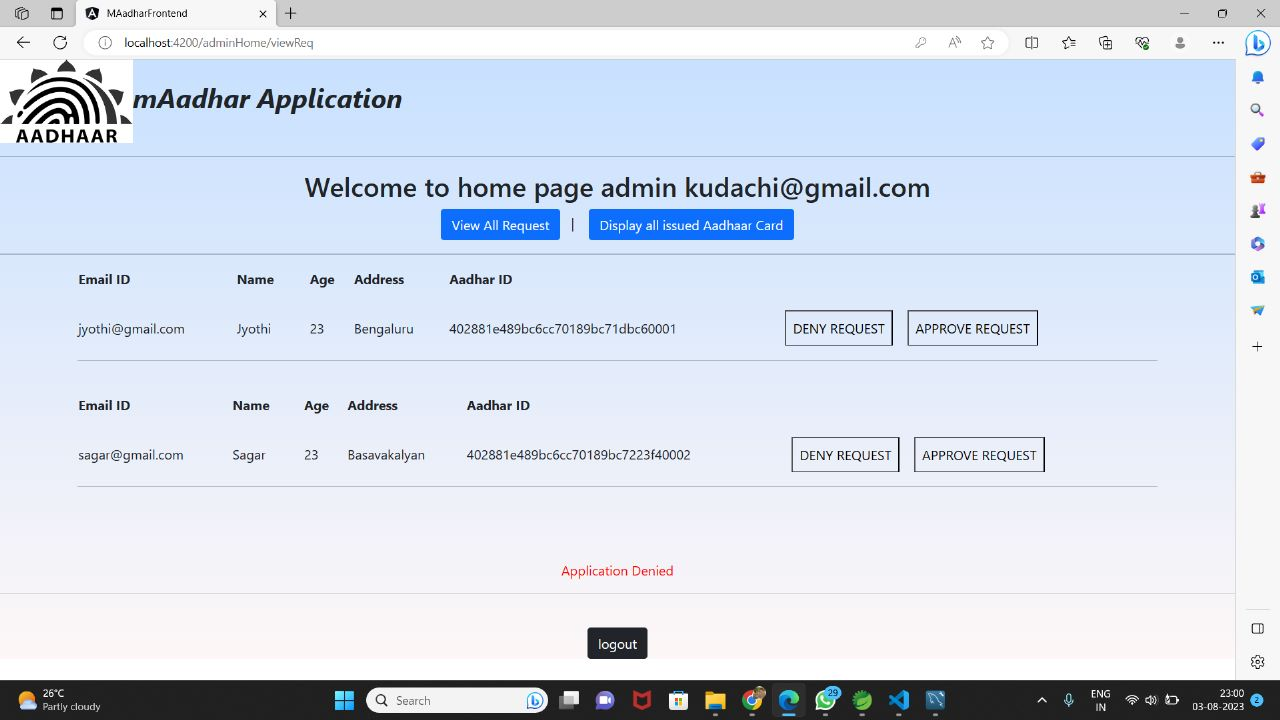 MAadharFrontend
localhost:4200/adminHome/viewReq
AADHAAR
mAadhar Application
Welcome to home page admin kudachi@gmail.com
View All Request | Display all issued Aadhaar Card
Email ID Name Age Address Aadhar ID
jyothi@gmail.com Jyothi 23 Bengaluru 402881e489bc6cc70189bc71dbc60001 DENY REQUEST APPROVE REQUEST
Email ID Name Age Address Aadhar ID
sagar@gmail.com Sagar 23 Basavakalyan 402881e489bc6cc70189bc7223f40002 DENY REQUEST APPROVE REQUEST
Application Denied
logout
26°C
Partly cloudy
Search
29
ENG
IN
23:00
03-08-2023
2